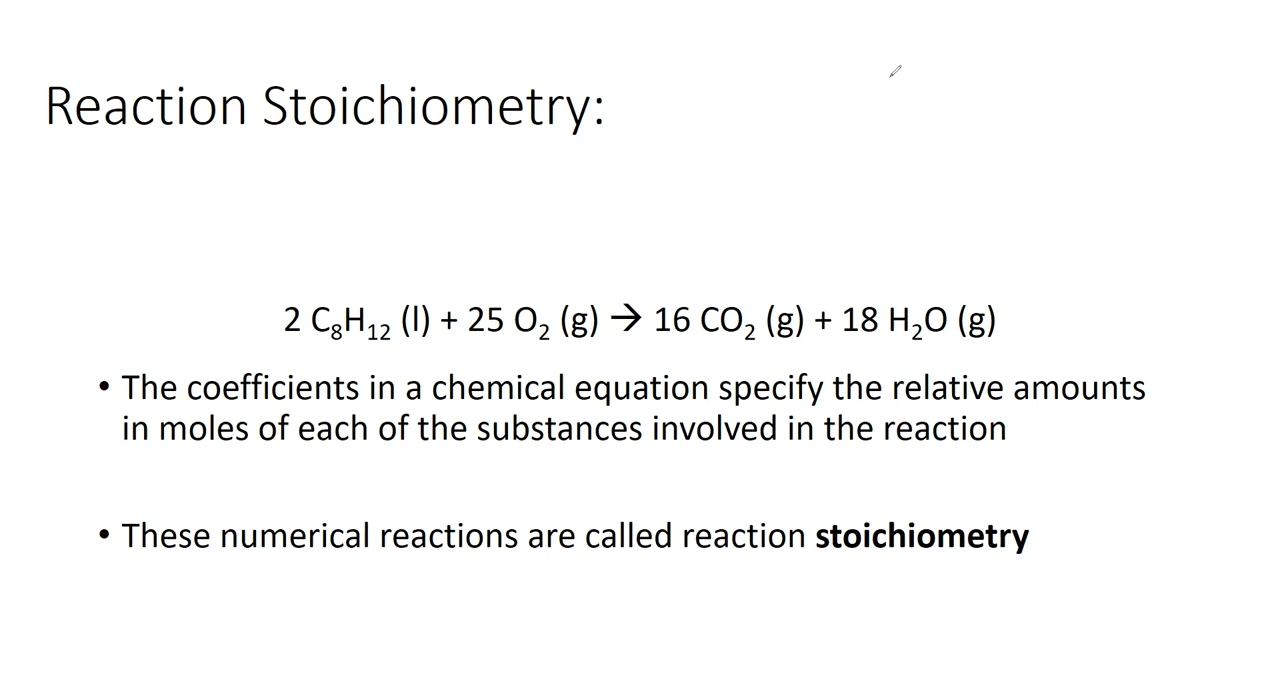 Reaction Stoichiometry:
2 C₈H₁₂ (l) + 25 O₂ (g) → 16 CO₂ (g) + 18 H₂O (g)
• The coefficients in a chemical equation specify the relative amounts
in moles of each of the substances involved in the reaction
• These numerical reactions are called reaction stoichiometry